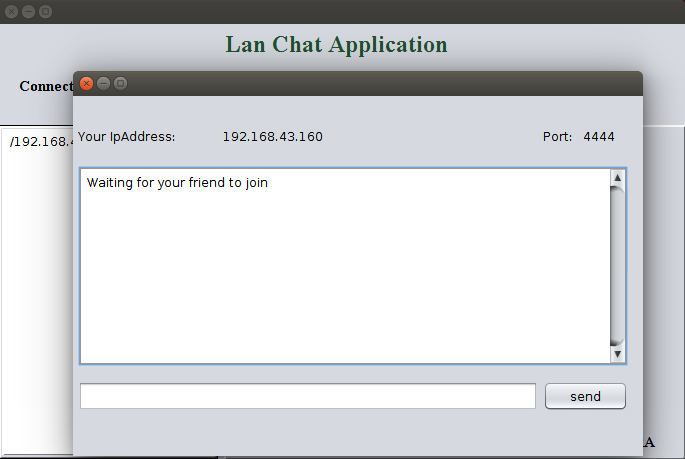 Lan Chat Application
Connect
/192.168.
Your IpAddress: 192.168.43.160 Port: 4444
Waiting for your friend to join
send
A